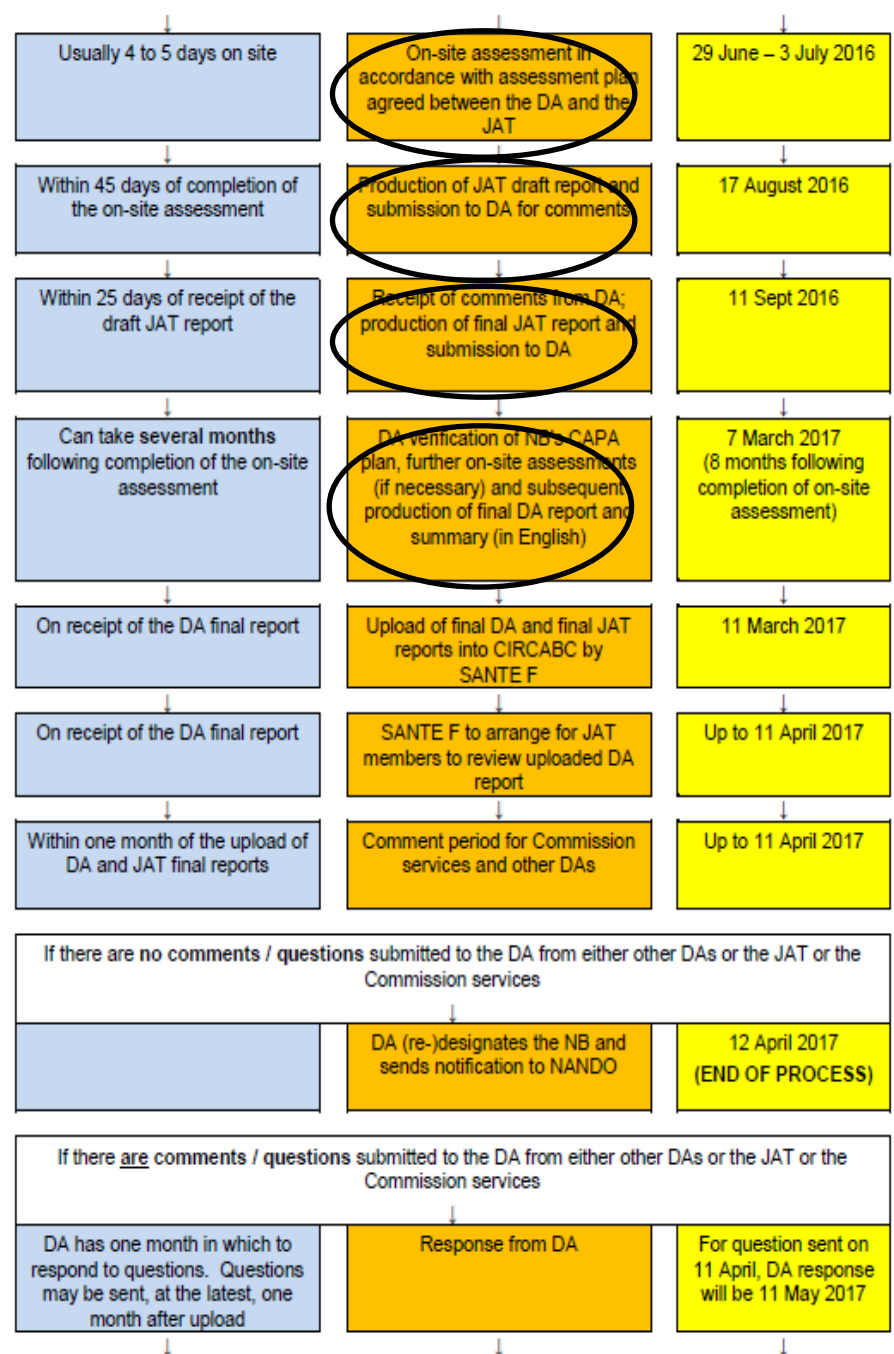 Usually 4 to 5 days on site
On-site assessment in
accordance with assessment plan
agreed between the DA and the
JAT
29 June – 3 July 2016
Within 45 days of completion of
the on-site assessment
Production of JAT draft report and
submission to DA for comments
17 August 2016
Within 25 days of receipt of the
draft JAT report
Receipt of comments from DA;
production of final JAT report and
submission to DA
11 Sept 2016
Can take several months
following completion of the on-site
assessment
DA verification of NB's CAPA
plan, further on-site assessments
(if necessary) and subsequent
production of final DA report and
summary (in English)
7 March 2017
(8 months following
completion of on-site
assessment)
On receipt of the DA final report
Upload of final DA and final JAT
reports into CIRCABC by
SANTE F
11 March 2017
On receipt of the DA final report
SANTE F to arrange for JAT
members to review uploaded DA
report
Up to 11 April 2017
Within one month of the upload of
DA and JAT final reports
Comment period for Commission
services and other DAs
Up to 11 April 2017
If there are no comments / questions submitted to the DA from either other DAs or the JAT or the
Commission services
DA (re-)designates the NB and
sends notification to NANDO
12 April 2017
(END OF PROCESS)
If there are comments / questions submitted to the DA from either other DAs or the JAT or the
Commission services
DA has one month in which to
respond to questions. Questions
may be sent, at the latest, one
month after upload
Response from DA
For question sent on
11 April, DA response
will be 11 May 2017